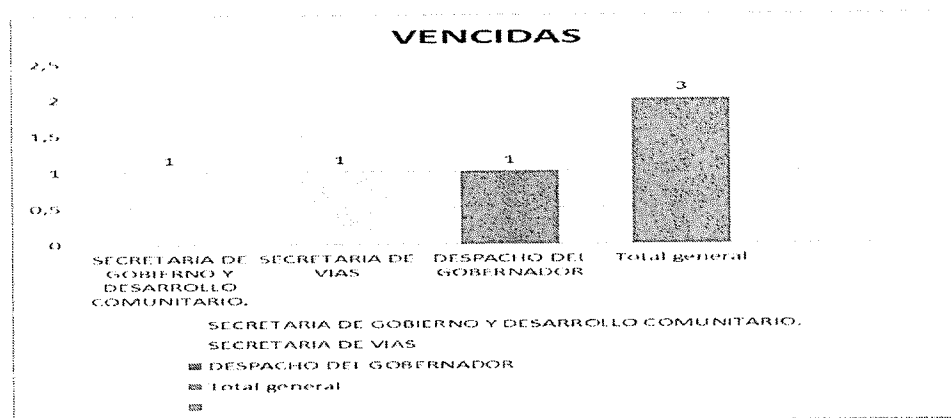 VENCIDAS
2,5
2
1,5
1
0,5
0
1
1
1
3
SECRETARIA DE GOBIERNO Y DESARROLLO COMUNITARIO.
SECRETARIA DE VIAS
DESPACHO DEL GOBERNADOR
Total general
SECRETARIA DE GOBIERNO Y DESARROLLO COMUNITARIO.
SECRETARIA DE VIAS
DESPACHO DEL GOBERNADOR
Total general